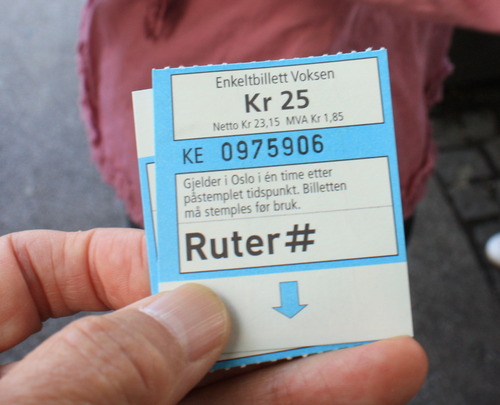 Enkeltbillett Voksen
Kr 25
Netto Kr 23,15 MVA Kr 1,85
KE 0975906
Gjelder i Oslo i én time etter
påstemplet tidspunkt. Billetten
må stemples før bruk.
Ruter#